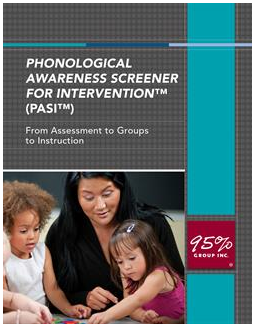 PHONOLOGICAL
AWARENESS SCREENER
FOR INTERVENTION™
(PASI™)
From Assessment to Groups
to Instruction
95%
GROUP INC.
®